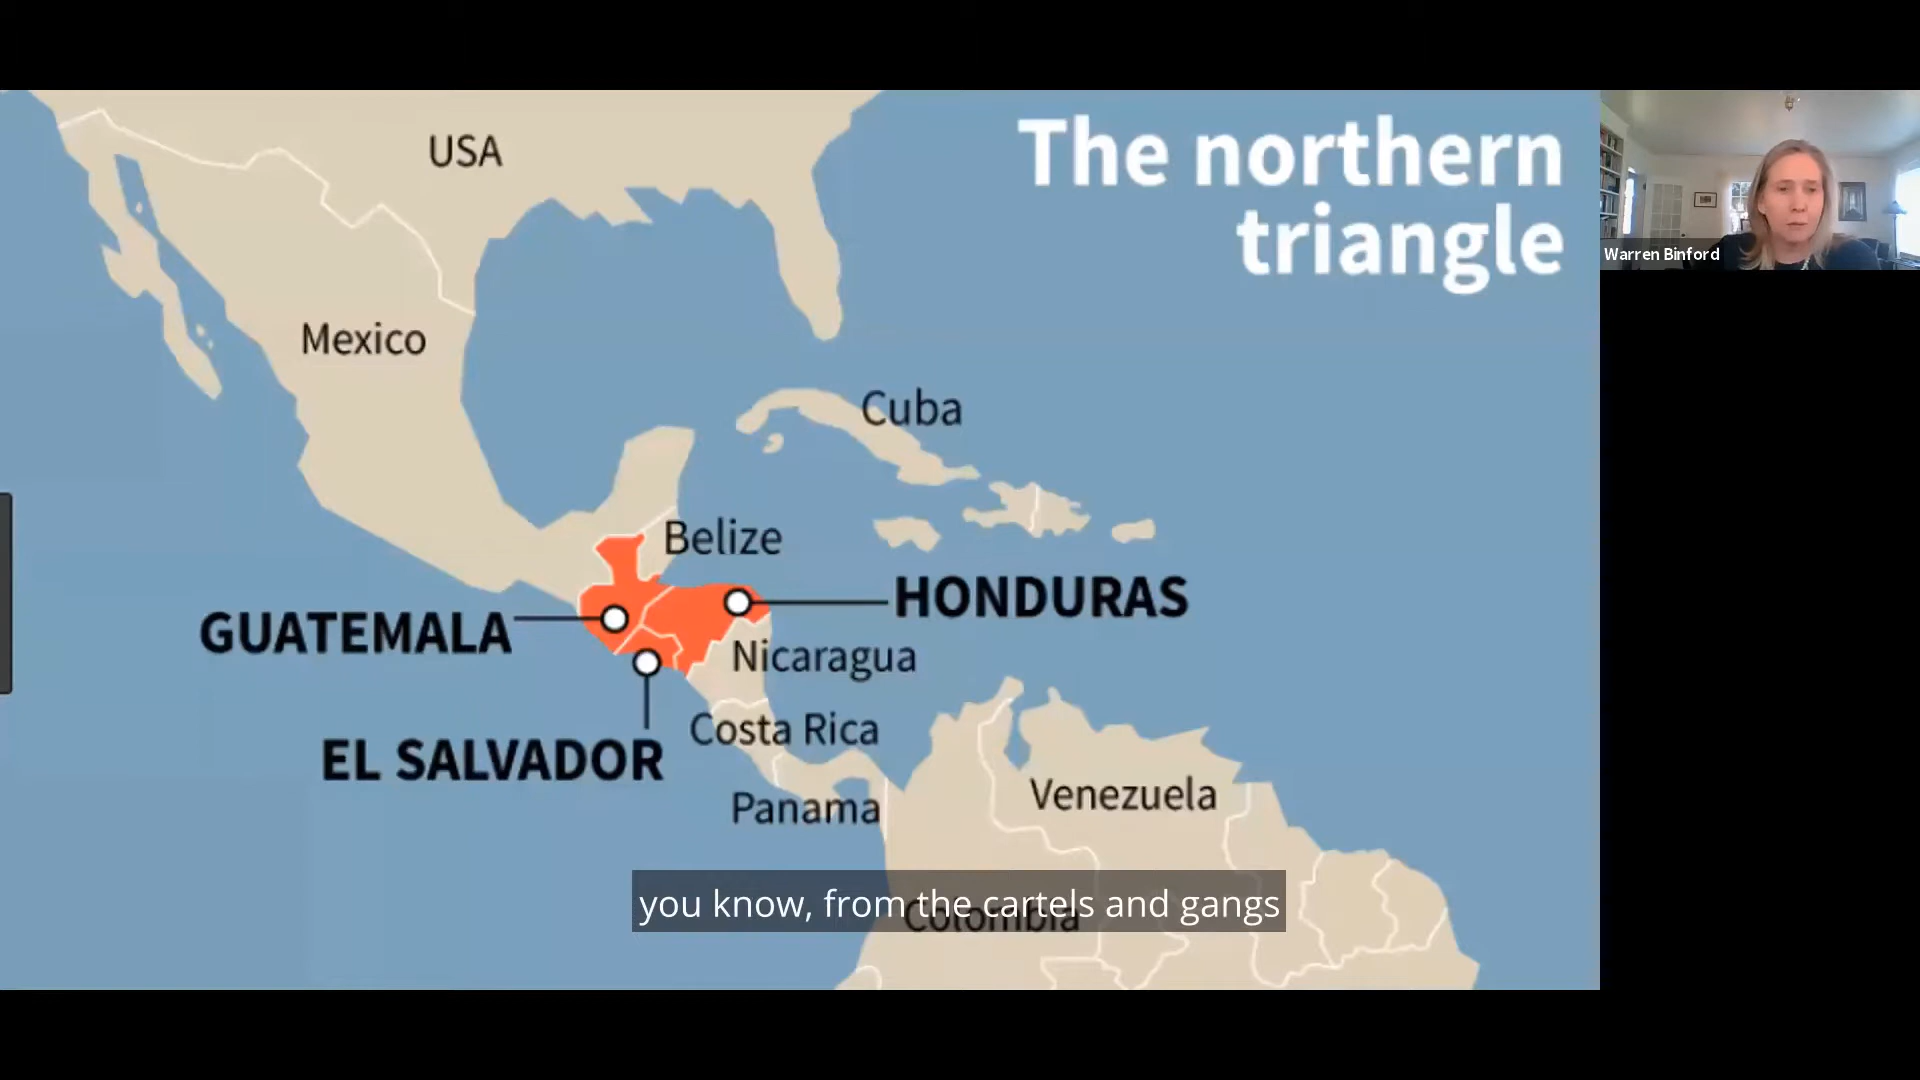 The northern
triangle
USA
Mexico
Cuba
Belize
HONDURAS
GUATEMALA
Nicaragua
Costa Rica
EL SALVADOR
Venezuela
Panama
Colombia
you know, from the cartels and gangs
Warren Binford